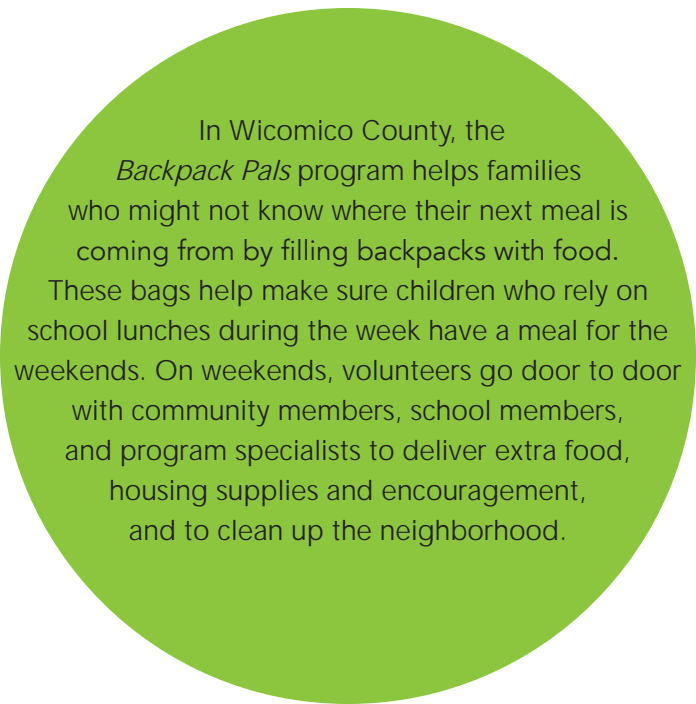 In Wicomico County, the
Backpack Pals program helps families
who might not know where their next meal is
coming from by filling backpacks with food.
These bags help make sure children who rely on
school lunches during the week have a meal for the
weekends. On weekends, volunteers go door to door
with community members, school members,
and program specialists to deliver extra food,
housing supplies and encouragement,
and to clean up the neighborhood.